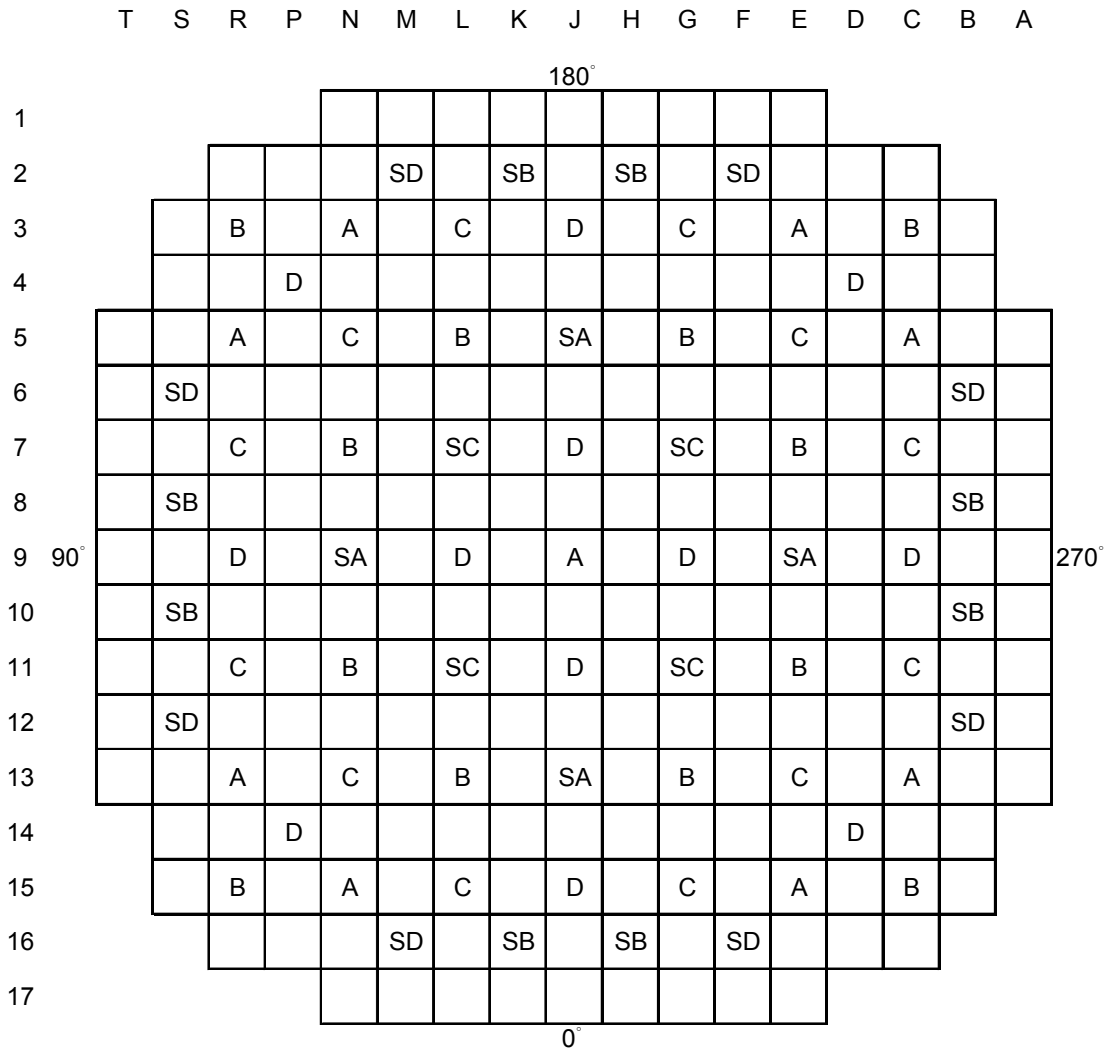 T S R P N M L K J H G F E D C B A
180°
1
2 SD SB SB SD
3 B A C D C A B
4 D D
5 A C B SA B C A
6 SD SD
7 C B SC D SC B C
8 SB SB
9 90° D SA D A D SA D 270°
10 SB SB
11 C B SC D SC B C
12 SD SD
13 A C B SA B C A
14 D D
15 B A C D C A B
16 SD SB SB SD
17
0°